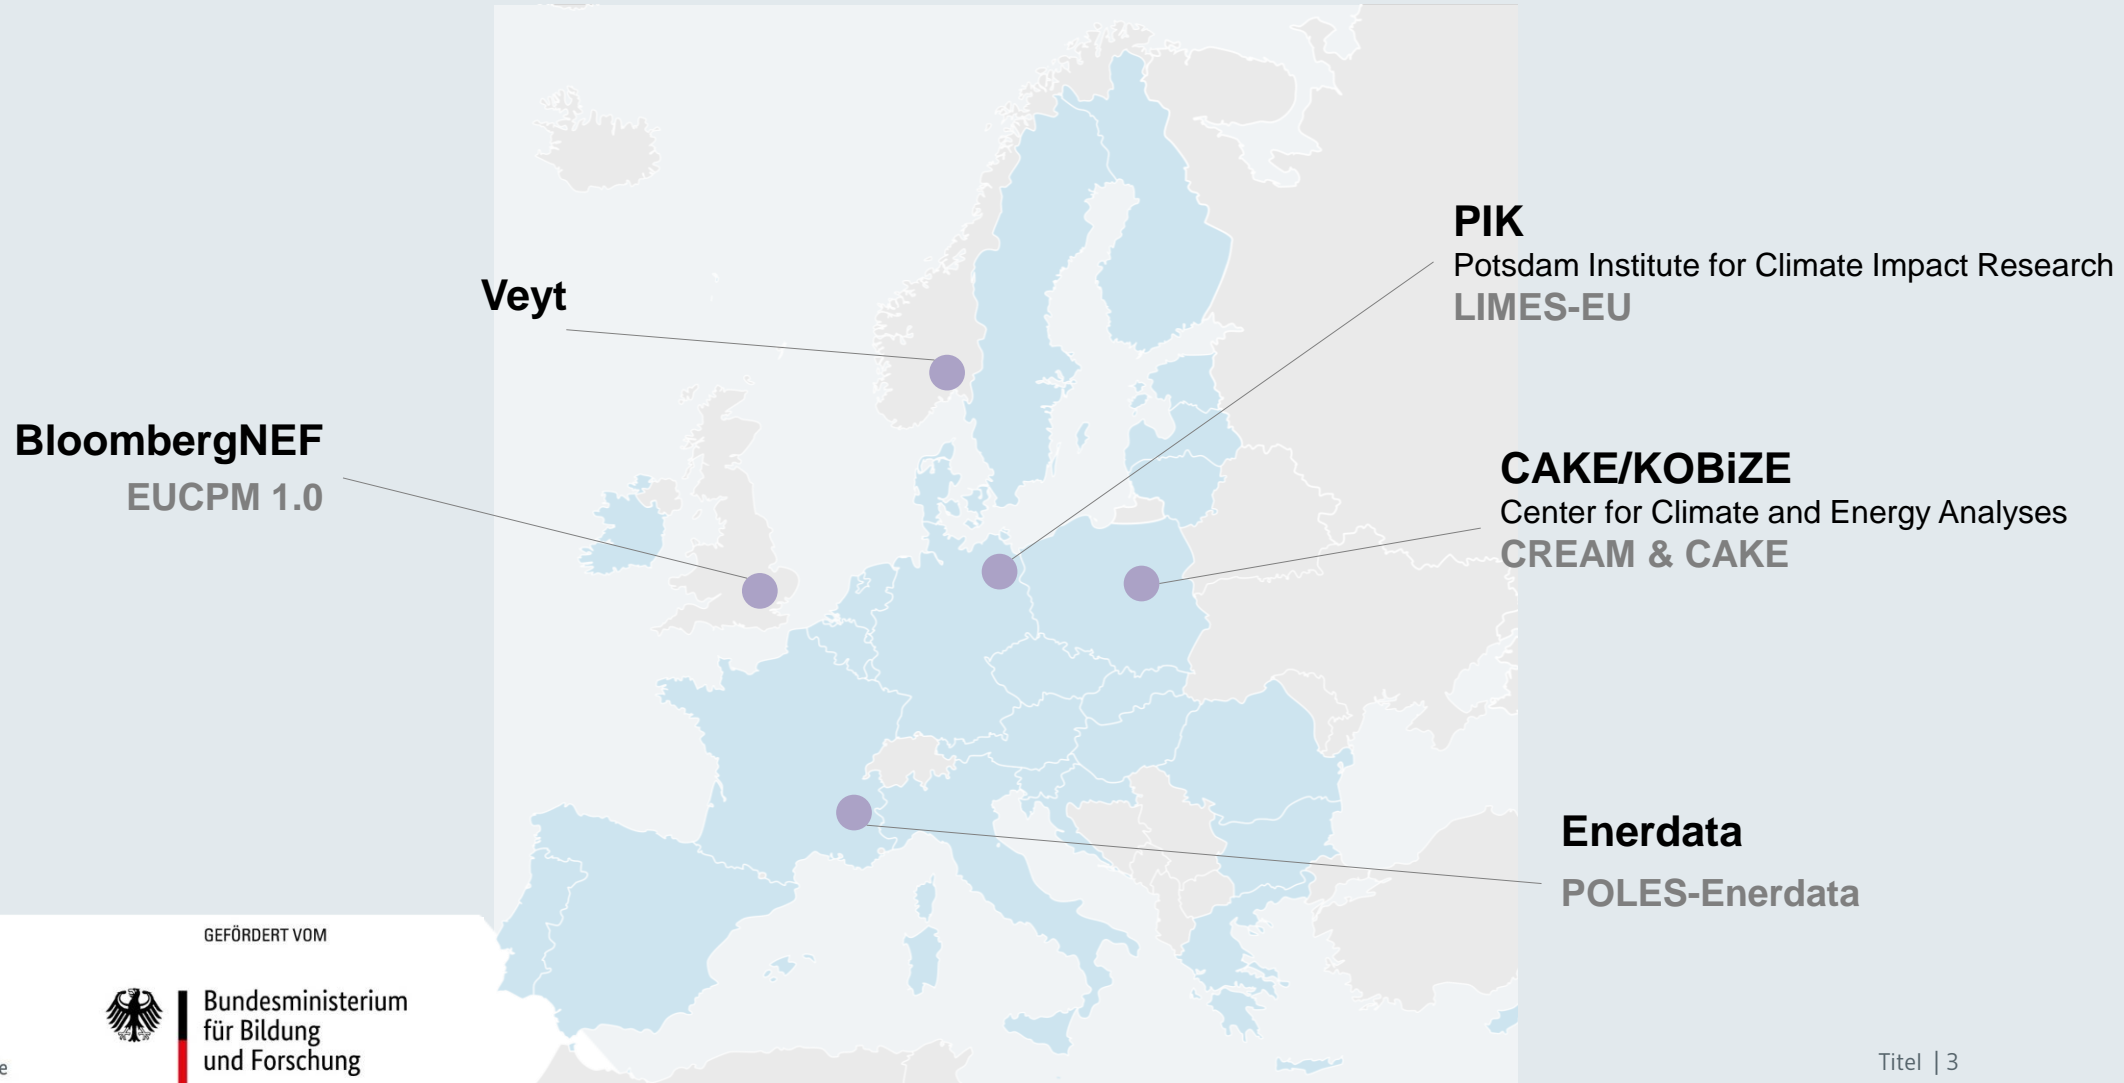 PIK
Potsdam Institute for Climate Impact Research
LIMES-EU
Veyt
BloombergNEF
EUCPM 1.0
CAKE/KOBiZE
Center for Climate and Energy Analyses
CREAM & CAKE
Enerdata
POLES-Enerdata
GEFÖRDERT VOM
Bundesministerium
für Bildung
und Forschung
e
Titel | 3